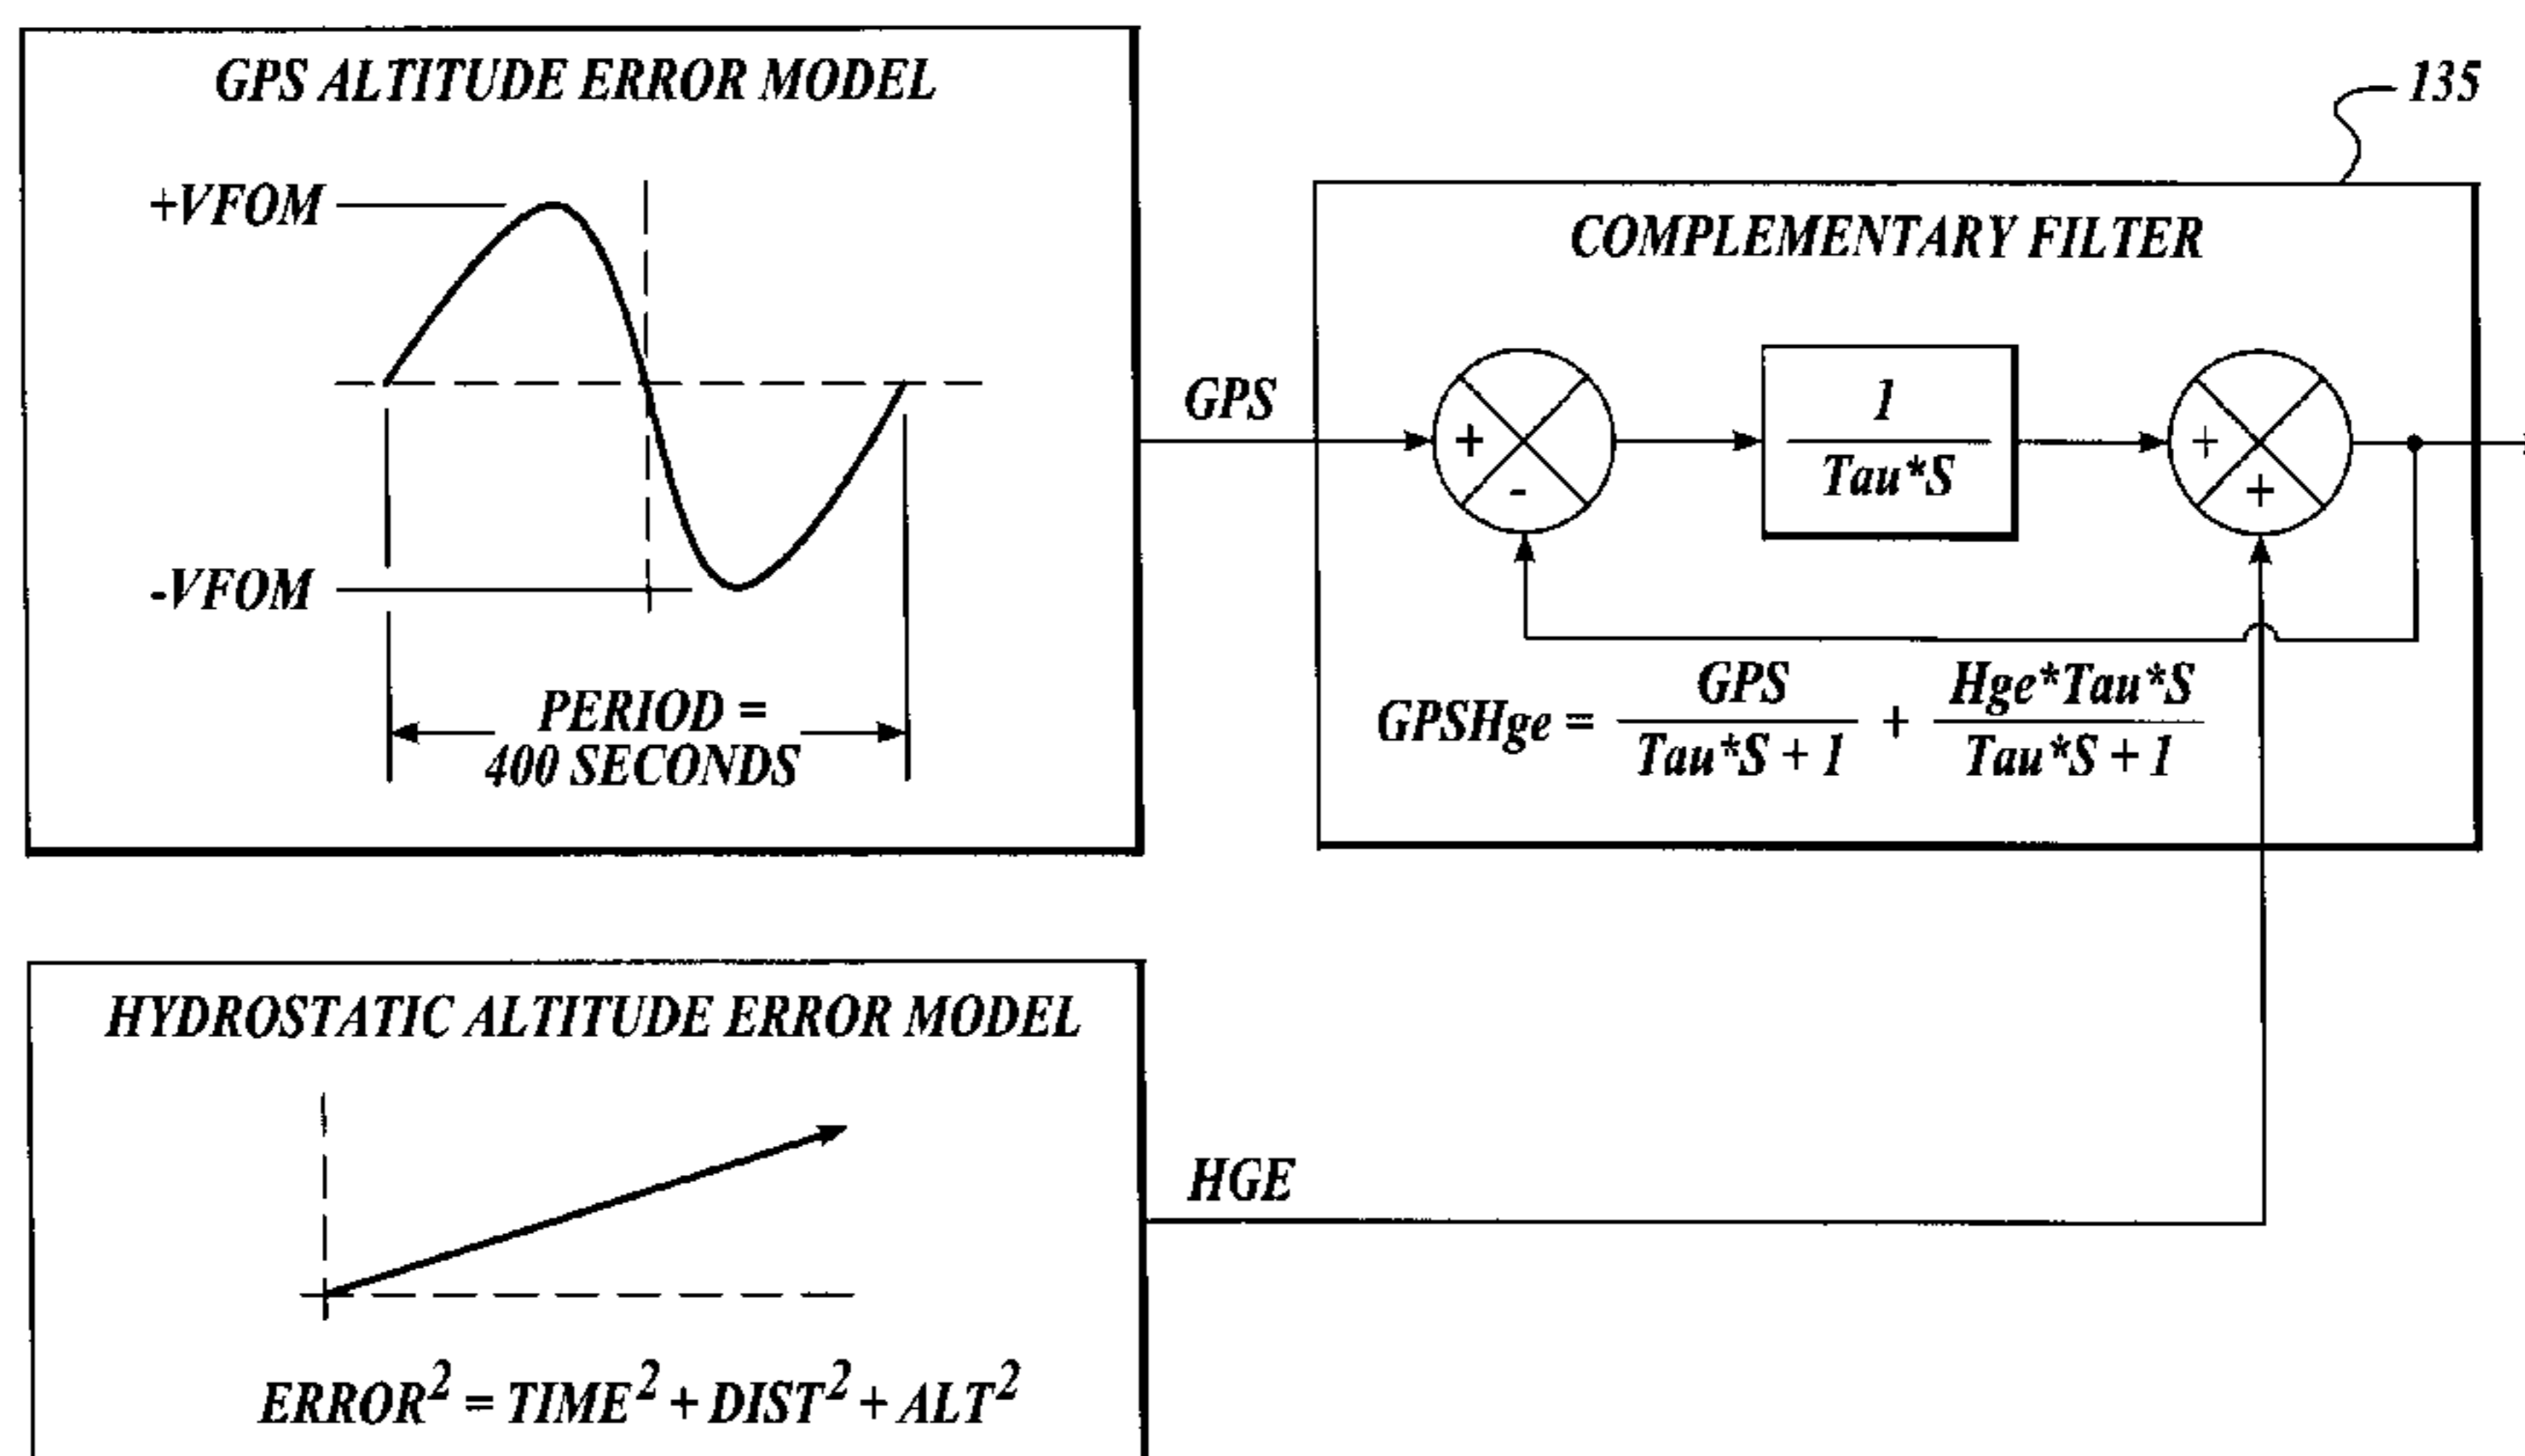 GPS ALTITUDE ERROR MODEL
+VFOM
-VFOM
PERIOD =
400 SECONDS
GPS
135
COMPLEMENTARY FILTER
+
-
1
Tau*S
+
+
GPSHge = GPS / Tau*S + 1 + Hge*Tau*S / Tau*S + 1
HYDROSTATIC ALTITUDE ERROR MODEL
HGE
ERROR² = TIME² + DIST² + ALT²